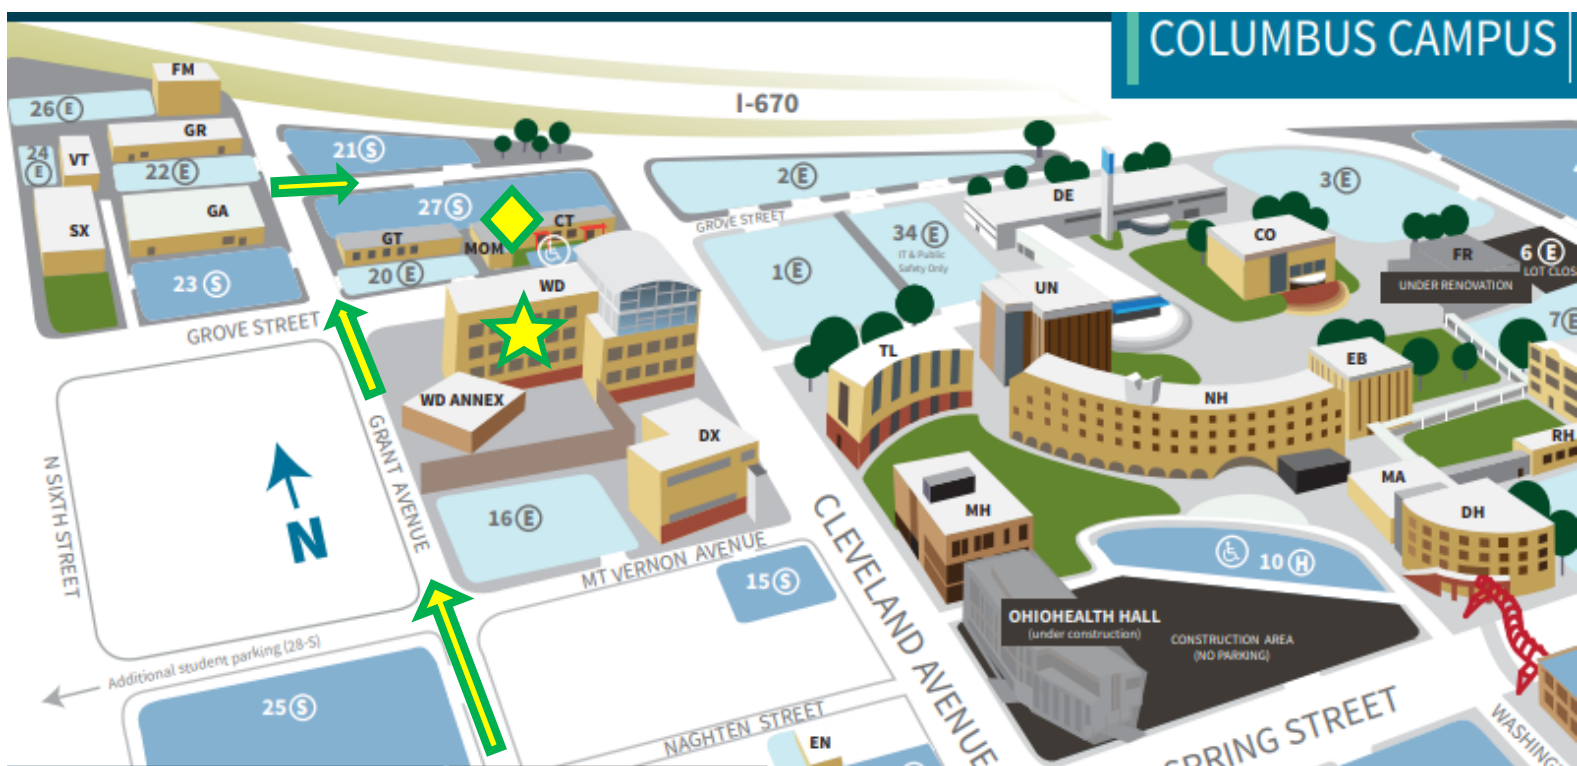 COLUMBUS CAMPUS
I-670
FM
26 E
GR
24
E
VT
22 E
21 S
2 E
3 E
GA
SX
27 S
CT
GT
MOM
GROVE STREET
34 E
IT & Public
Safety Only
DE
CO
FR
6 E
LOT CLOS
UNDER RENOVATION
23 S
20 E
WD
1 E
UN
7 E
GROVE STREET
TL
EB
WD ANNEX
NH
DX
RH
N SIXTH STREET
GRANT AVENUE
N
16 E
MT VERNON AVENUE
CLEVELAND AVENUE
MH
MA
DH
10 H
15 S
OHIOHEALTH HALL
(under construction)
CONSTRUCTION AREA
(NO PARKING)
Additional student parking (28-S)
25 S
NAGHTEN STREET
EN
SPRING STREET
WASHING